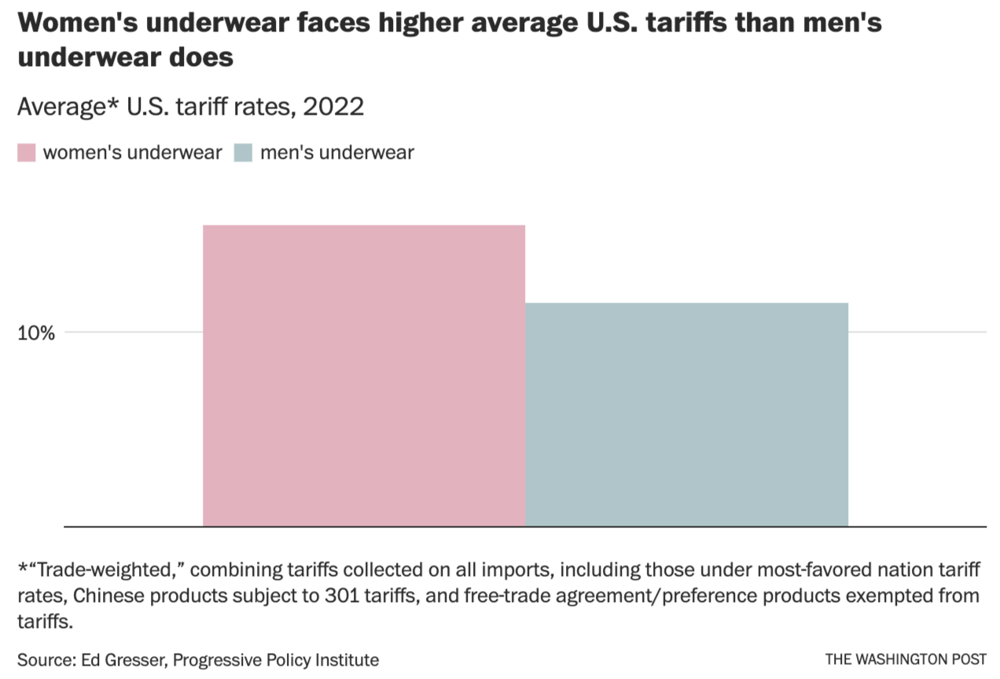 Women's underwear faces higher average U.S. tariffs than men's
underwear does
Average* U.S. tariff rates, 2022
women's underwear men's underwear
10%
*“Trade-weighted,” combining tariffs collected on all imports, including those under most-favored nation tariff
rates, Chinese products subject to 301 tariffs, and free-trade agreement/preference products exempted from
tariffs.
Source: Ed Gresser, Progressive Policy Institute
THE WASHINGTON POST